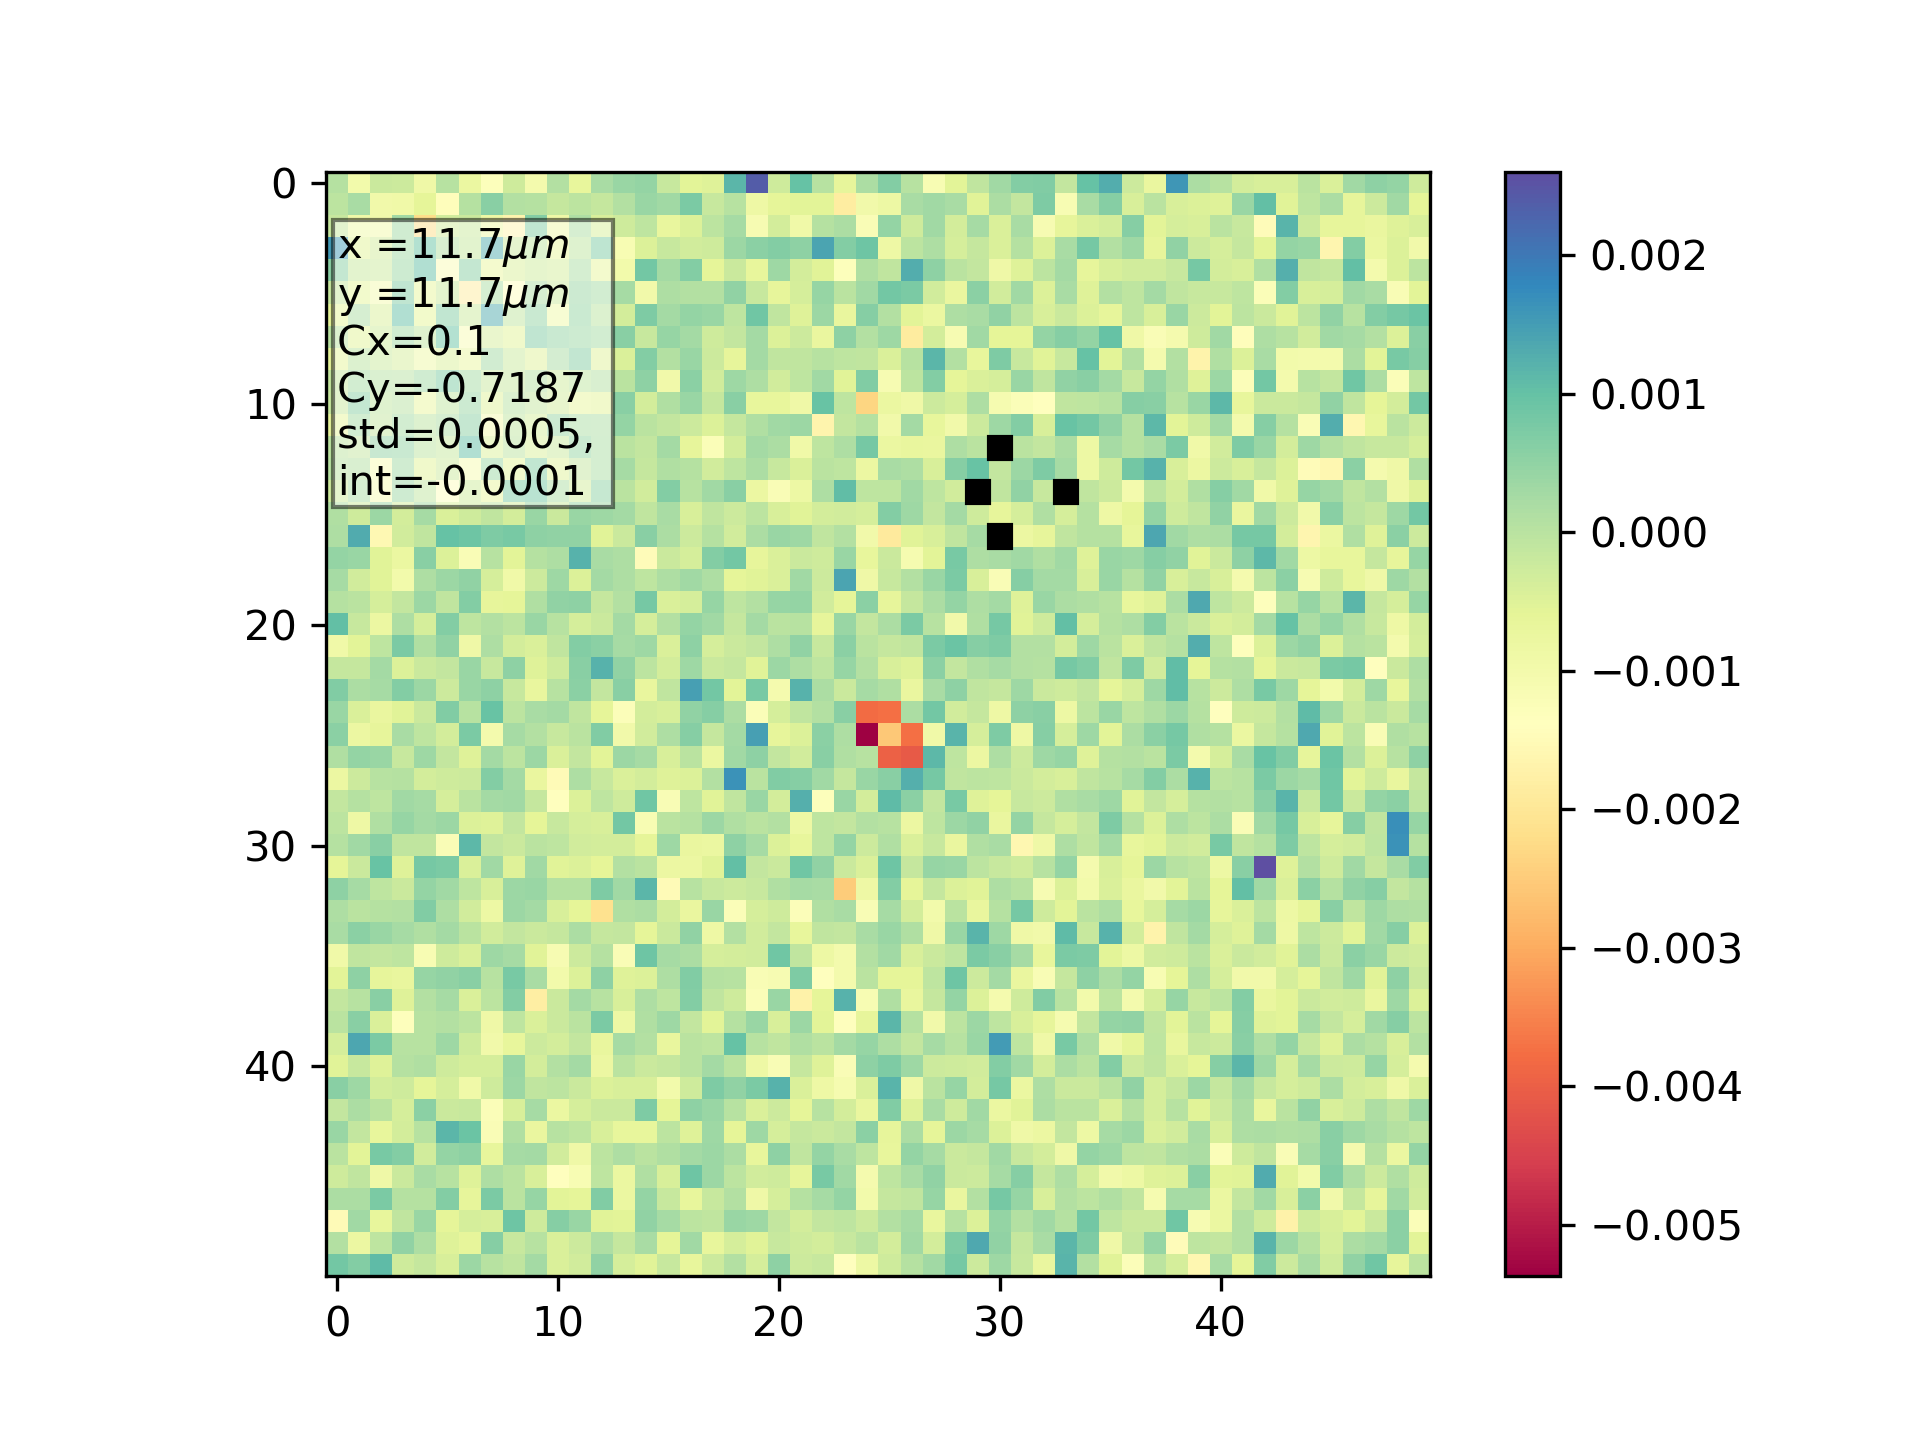 x =11.7μm
y =11.7μm
Cx=0.1
Cy=-0.7187
std=0.0005,
int=-0.0001
0
10
20
30
40
0 10 20 30 40
0.002
0.001
0.000
−0.001
−0.002
−0.003
−0.004
−0.005